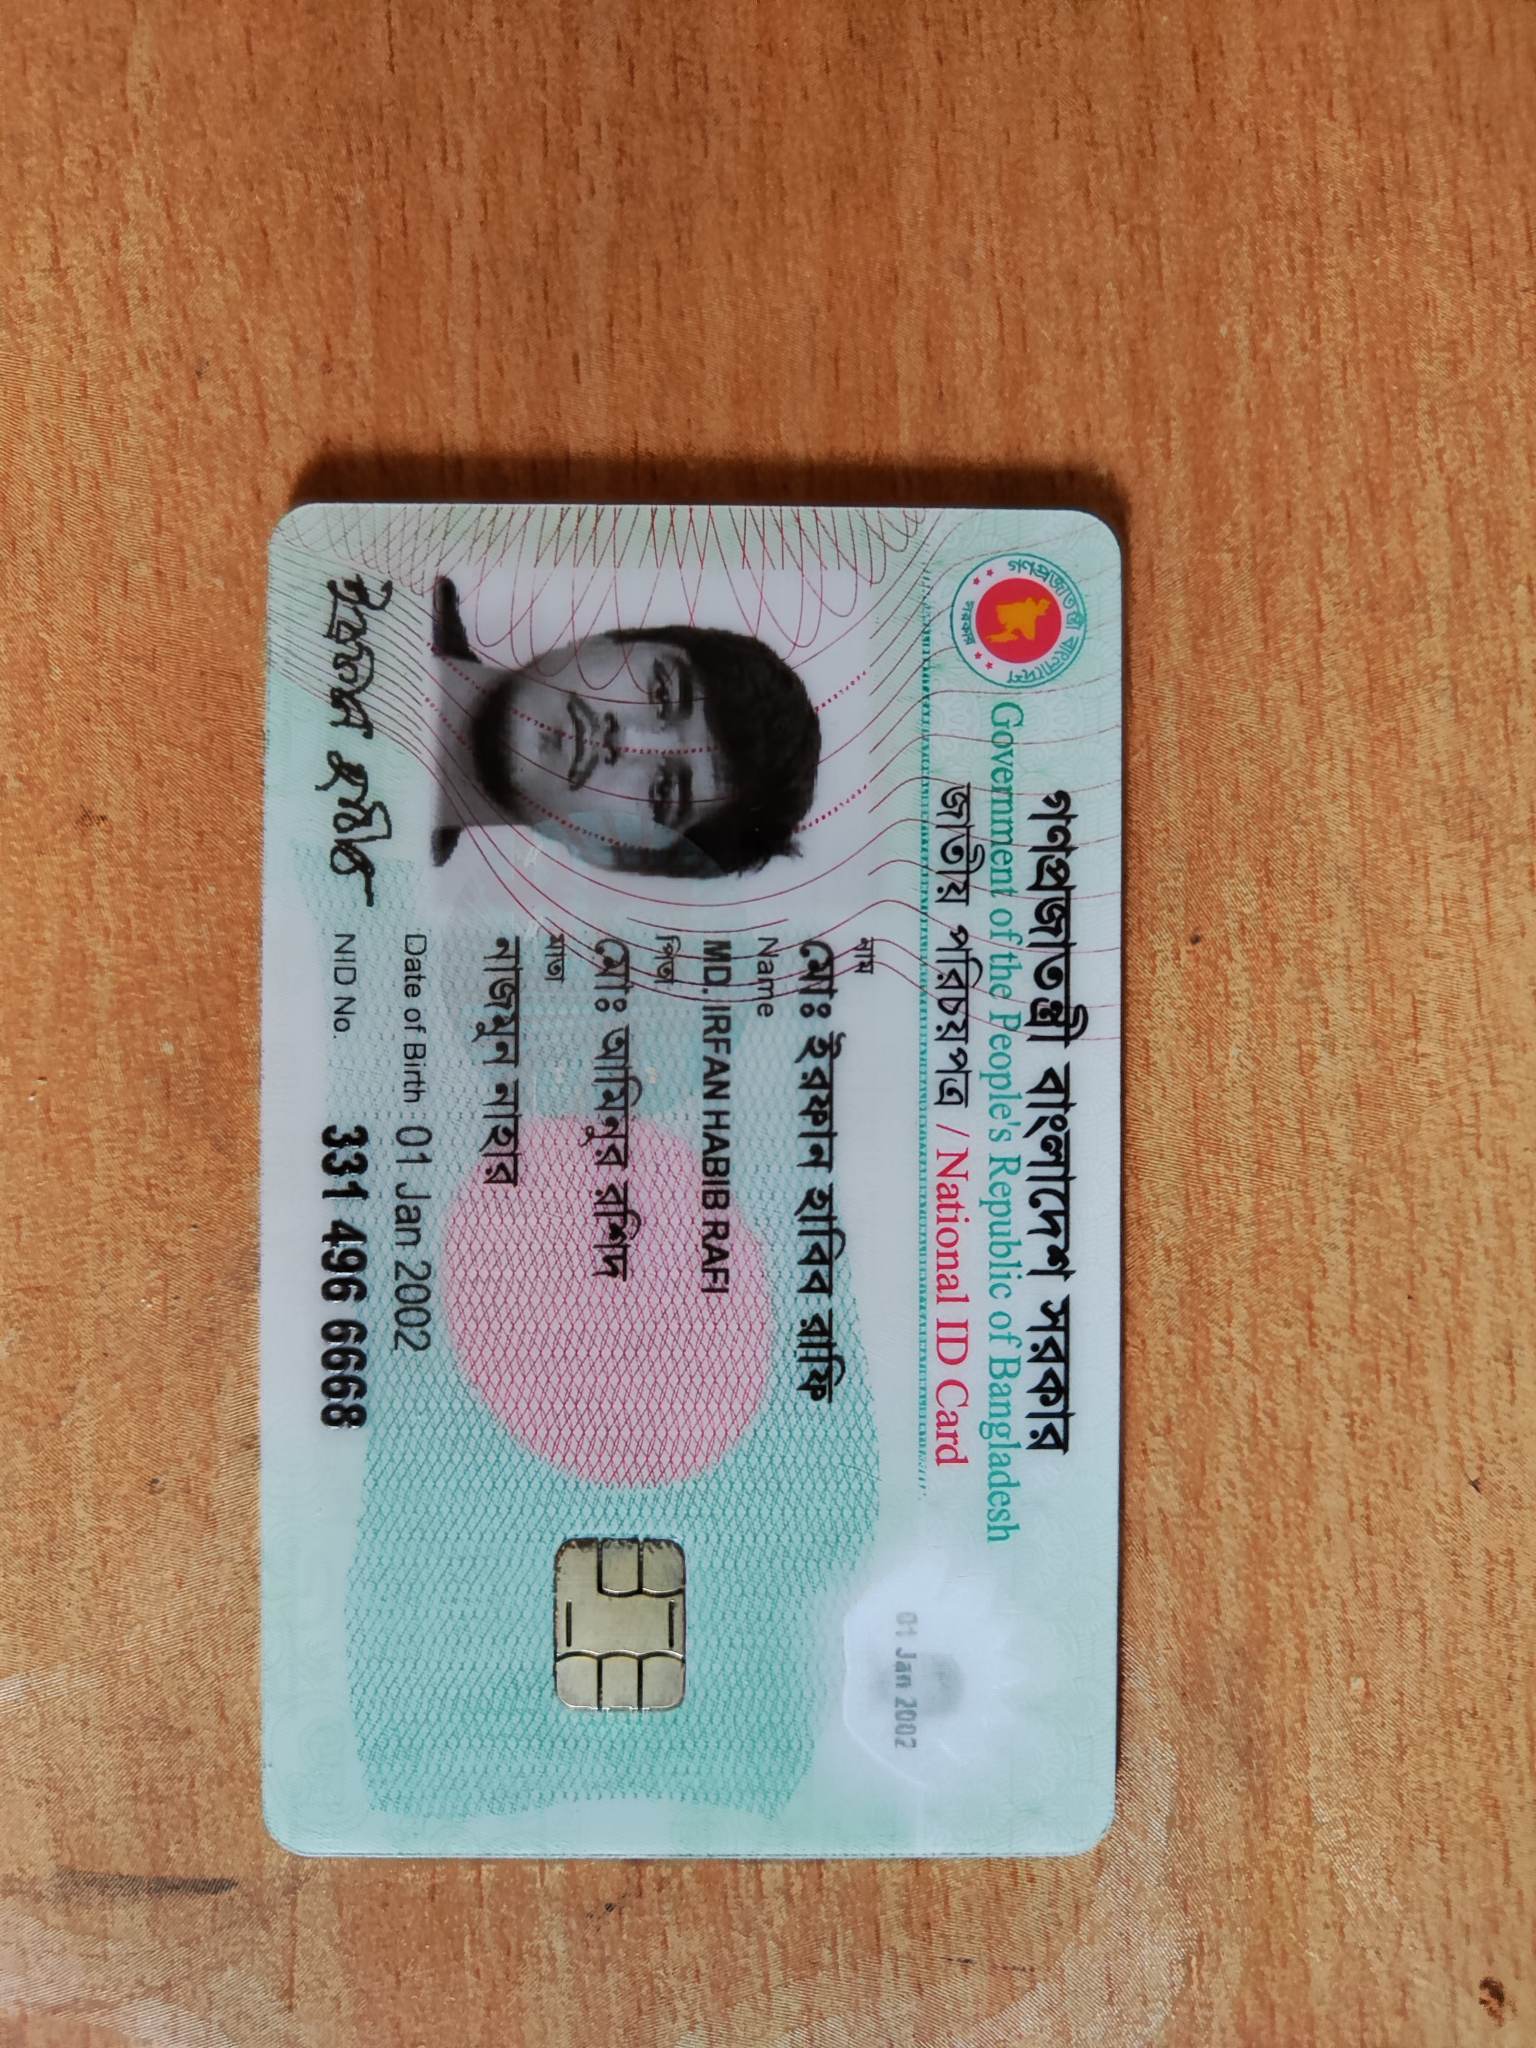 গণপ্রজাতন্ত্রী বাংলাদেশ সরকার
গণপ্রজাতন্ত্রী বাংলাদেশ
সরকার
Government of the People's Republic of Bangladesh
জাতীয় পরিচয়পত্র / National ID Card
01 Jan 2002
নাম
মোঃ ইরফান হাবিব রাফি
Name
MD. IRFAN HABIB RAFI
পিতা
মোঃ আমিনুর রশিদ
মাতা
নাজমুন নাহার
Date of Birth 01 Jan 2002
ইরফান
NID No. 331 496 6668